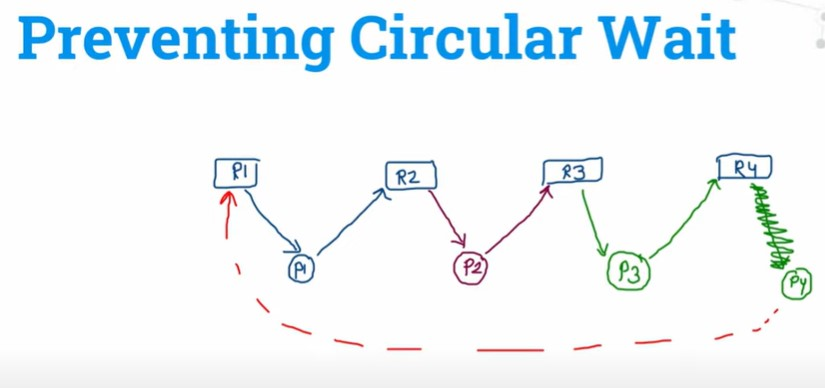 Preventing Circular Wait
R1 R2 R3 R4
P1 P2 P3 P4